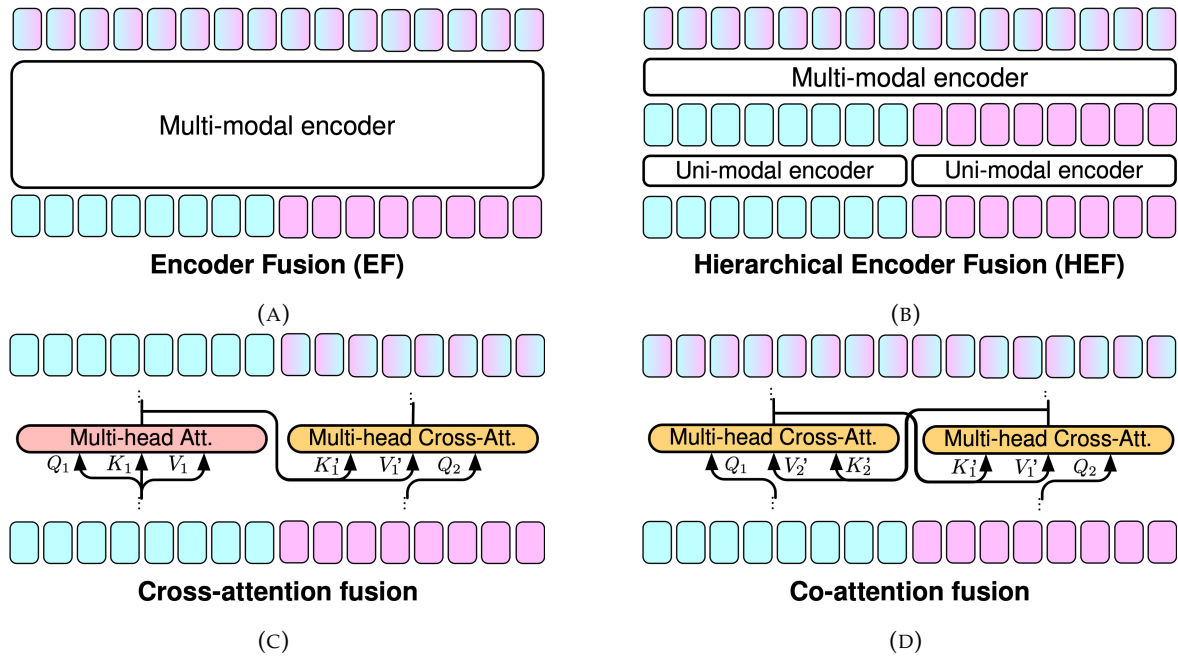 Multi-modal encoder
Encoder Fusion (EF)
(A)
Multi-modal encoder
Uni-modal encoder Uni-modal encoder
Hierarchical Encoder Fusion (HEF)
(B)
Multi-head Att. Multi-head Cross-Att.
Q₁ K₁ V₁ K₁' V₁' Q₂
Cross-attention fusion
(C)
Multi-head Cross-Att. Multi-head Cross-Att.
Q₁ V₂' K₂' K₁' V₁' Q₂
Co-attention fusion
(D)